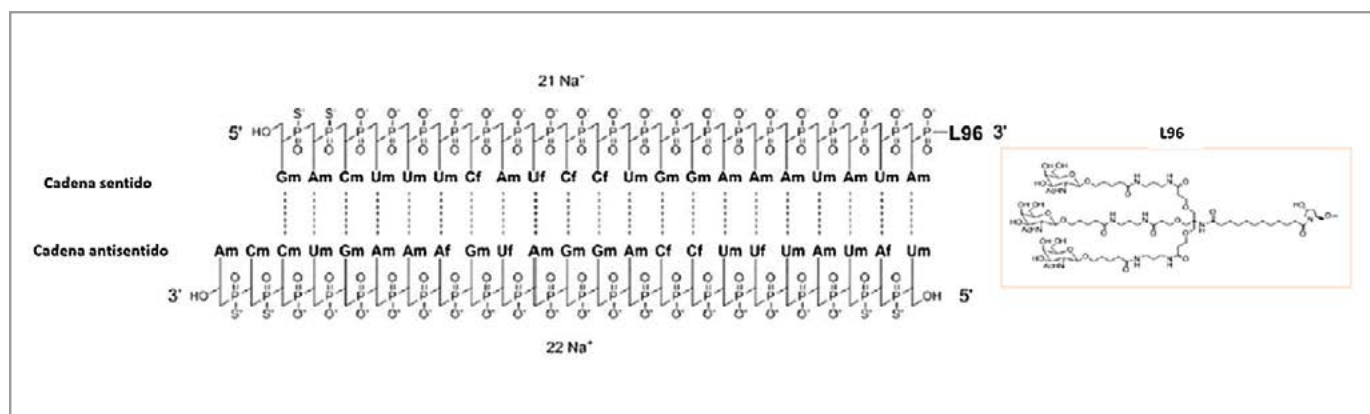 21 Na⁺
S⁻ S⁻ O⁻ O⁻ O⁻ O⁻ O⁻ O⁻ O⁻ O⁻ O⁻ O⁻ O⁻ O⁻ O⁻ O⁻ O⁻ O⁻ O⁻ O⁻ O⁻
5' HO P P P P P P P P P P P P P P P P P P P P P L96 3'
O O O O O O O O O O O O O O O O O O O O O
Cadena sentido
Gm Am Cm Um Um Um Cf Am Uf Cf Cf Um Gm Gm Am Am Am Um Am Um Am
Cadena antisentido
Am Cm Cm Um Gm Am Am Af Gm Uf Am Gm Gm Am Cf Cf Um Uf Um Am Um Af Um
O O O O O O O O O O O O O O O O O O O O O O
3' HO P P P P P P P P P P P P P P P P P P P P P P OH 5'
S⁻ S⁻ O⁻ O⁻ O⁻ O⁻ O⁻ O⁻ O⁻ O⁻ O⁻ O⁻ O⁻ O⁻ O⁻ O⁻ O⁻ O⁻ O⁻ O⁻ S⁻ S⁻
22 Na⁺
L96